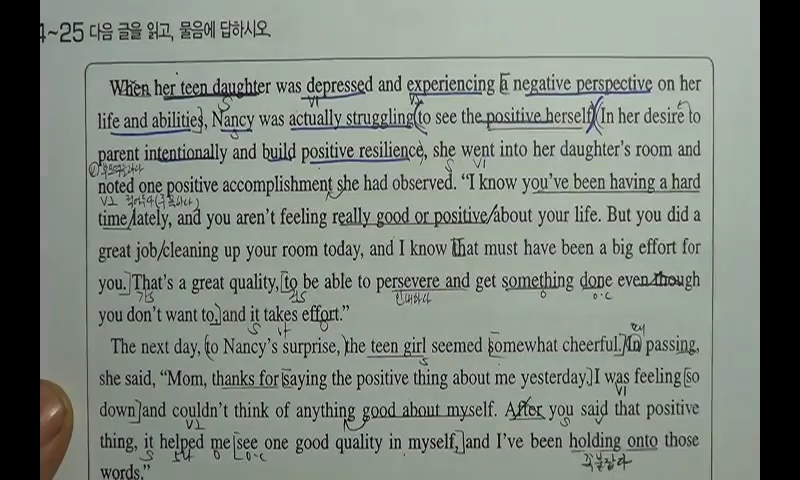 4~25 다음 글을 읽고, 물음에 답하시오.
When her teen daughter was depressed and experiencing a negative perspective on her
life and abilities, Nancy was actually struggling to see the positive herself. In her desire to
parent intentionally and build positive resilience, she went into her daughter's room and
noted one positive accomplishment she had observed. "I know you've been having a hard
time lately, and you aren't feeling really good or positive about your life. But you did a
great job cleaning up your room today, and I know that must have been a big effort for
you. That's a great quality, to be able to persevere and get something done even though
인내하다
you don't want to, and it takes effort."
The next day, to Nancy's surprise, the teen girl seemed somewhat cheerful. In passing,
she said, "Mom, thanks for saying the positive thing about me yesterday. I was feeling so
down and couldn't think of anything good about myself. After you said that positive
thing, it helped me see one good quality in myself, and I've been holding onto those
words."